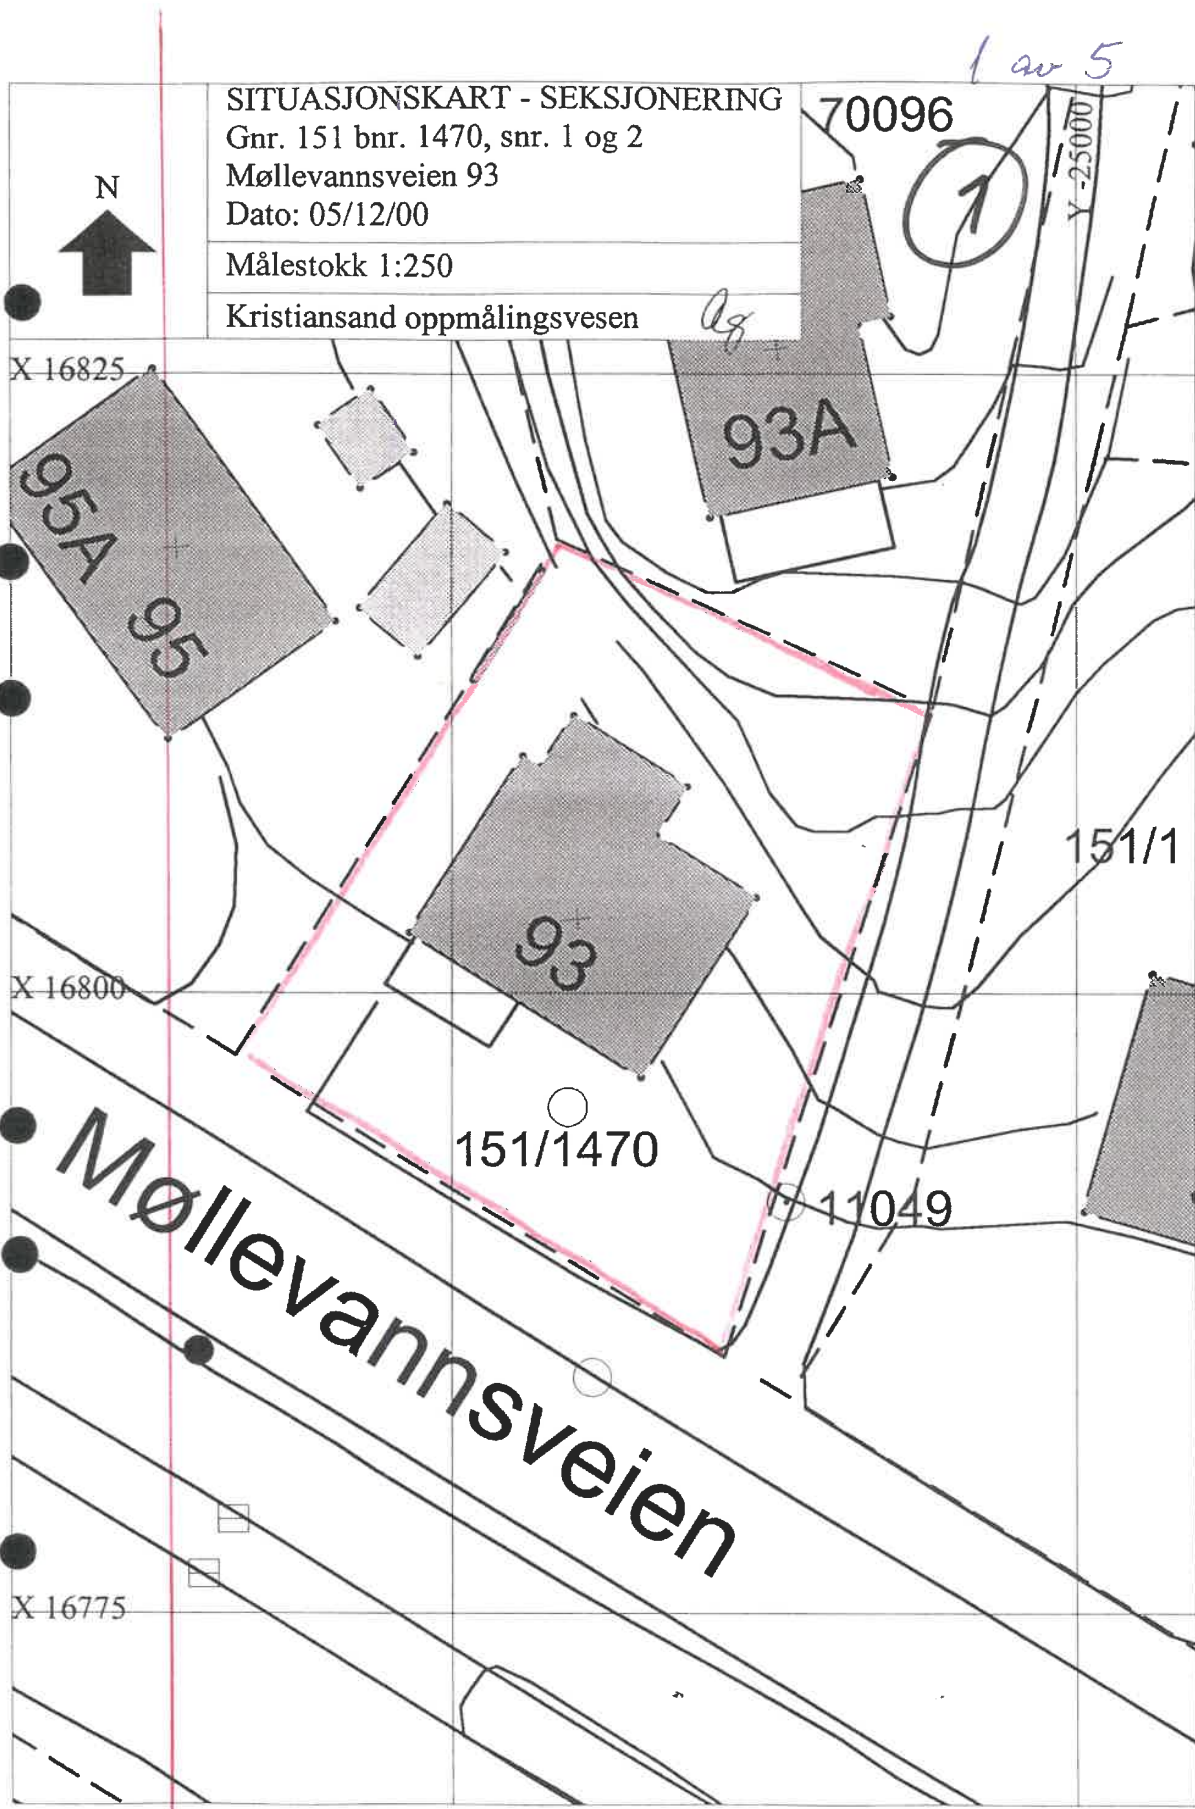 1 av 5
SITUASJONSKART - SEKSJONERING
Gnr. 151 bnr. 1470, snr. 1 og 2
Møllevannsveien 93
Dato: 05/12/00
Målestokk 1:250
Kristiansand oppmålingsvesen
N
70096
1
Y -25000
X 16825
93A
95A
95
151/1
93
X 16800
151/1470
11049
Møllevannsveien
X 16775